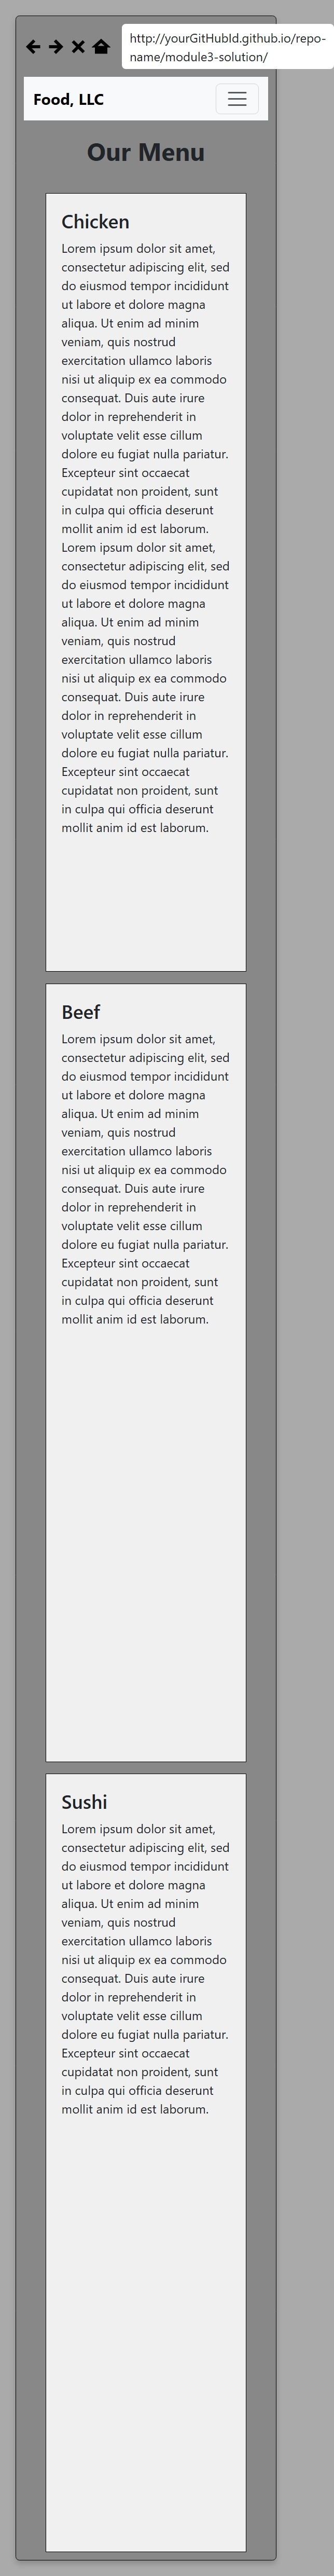 http://yourGitHubId.github.io/repo-
name/module3-solution/
Food, LLC
Our Menu
Chicken
Lorem ipsum dolor sit amet,
consectetur adipiscing elit, sed
do eiusmod tempor incididunt
ut labore et dolore magna
aliqua. Ut enim ad minim
veniam, quis nostrud
exercitation ullamco laboris
nisi ut aliquip ex ea commodo
consequat. Duis aute irure
dolor in reprehenderit in
voluptate velit esse cillum
dolore eu fugiat nulla pariatur.
Excepteur sint occaecat
cupidatat non proident, sunt
in culpa qui officia deserunt
mollit anim id est laborum.
Lorem ipsum dolor sit amet,
consectetur adipiscing elit, sed
do eiusmod tempor incididunt
ut labore et dolore magna
aliqua. Ut enim ad minim
veniam, quis nostrud
exercitation ullamco laboris
nisi ut aliquip ex ea commodo
consequat. Duis aute irure
dolor in reprehenderit in
voluptate velit esse cillum
dolore eu fugiat nulla pariatur.
Excepteur sint occaecat
cupidatat non proident, sunt
in culpa qui officia deserunt
mollit anim id est laborum.
Beef
Lorem ipsum dolor sit amet,
consectetur adipiscing elit, sed
do eiusmod tempor incididunt
ut labore et dolore magna
aliqua. Ut enim ad minim
veniam, quis nostrud
exercitation ullamco laboris
nisi ut aliquip ex ea commodo
consequat. Duis aute irure
dolor in reprehenderit in
voluptate velit esse cillum
dolore eu fugiat nulla pariatur.
Excepteur sint occaecat
cupidatat non proident, sunt
in culpa qui officia deserunt
mollit anim id est laborum.
Sushi
Lorem ipsum dolor sit amet,
consectetur adipiscing elit, sed
do eiusmod tempor incididunt
ut labore et dolore magna
aliqua. Ut enim ad minim
veniam, quis nostrud
exercitation ullamco laboris
nisi ut aliquip ex ea commodo
consequat. Duis aute irure
dolor in reprehenderit in
voluptate velit esse cillum
dolore eu fugiat nulla pariatur.
Excepteur sint occaecat
cupidatat non proident, sunt
in culpa qui officia deserunt
mollit anim id est laborum.